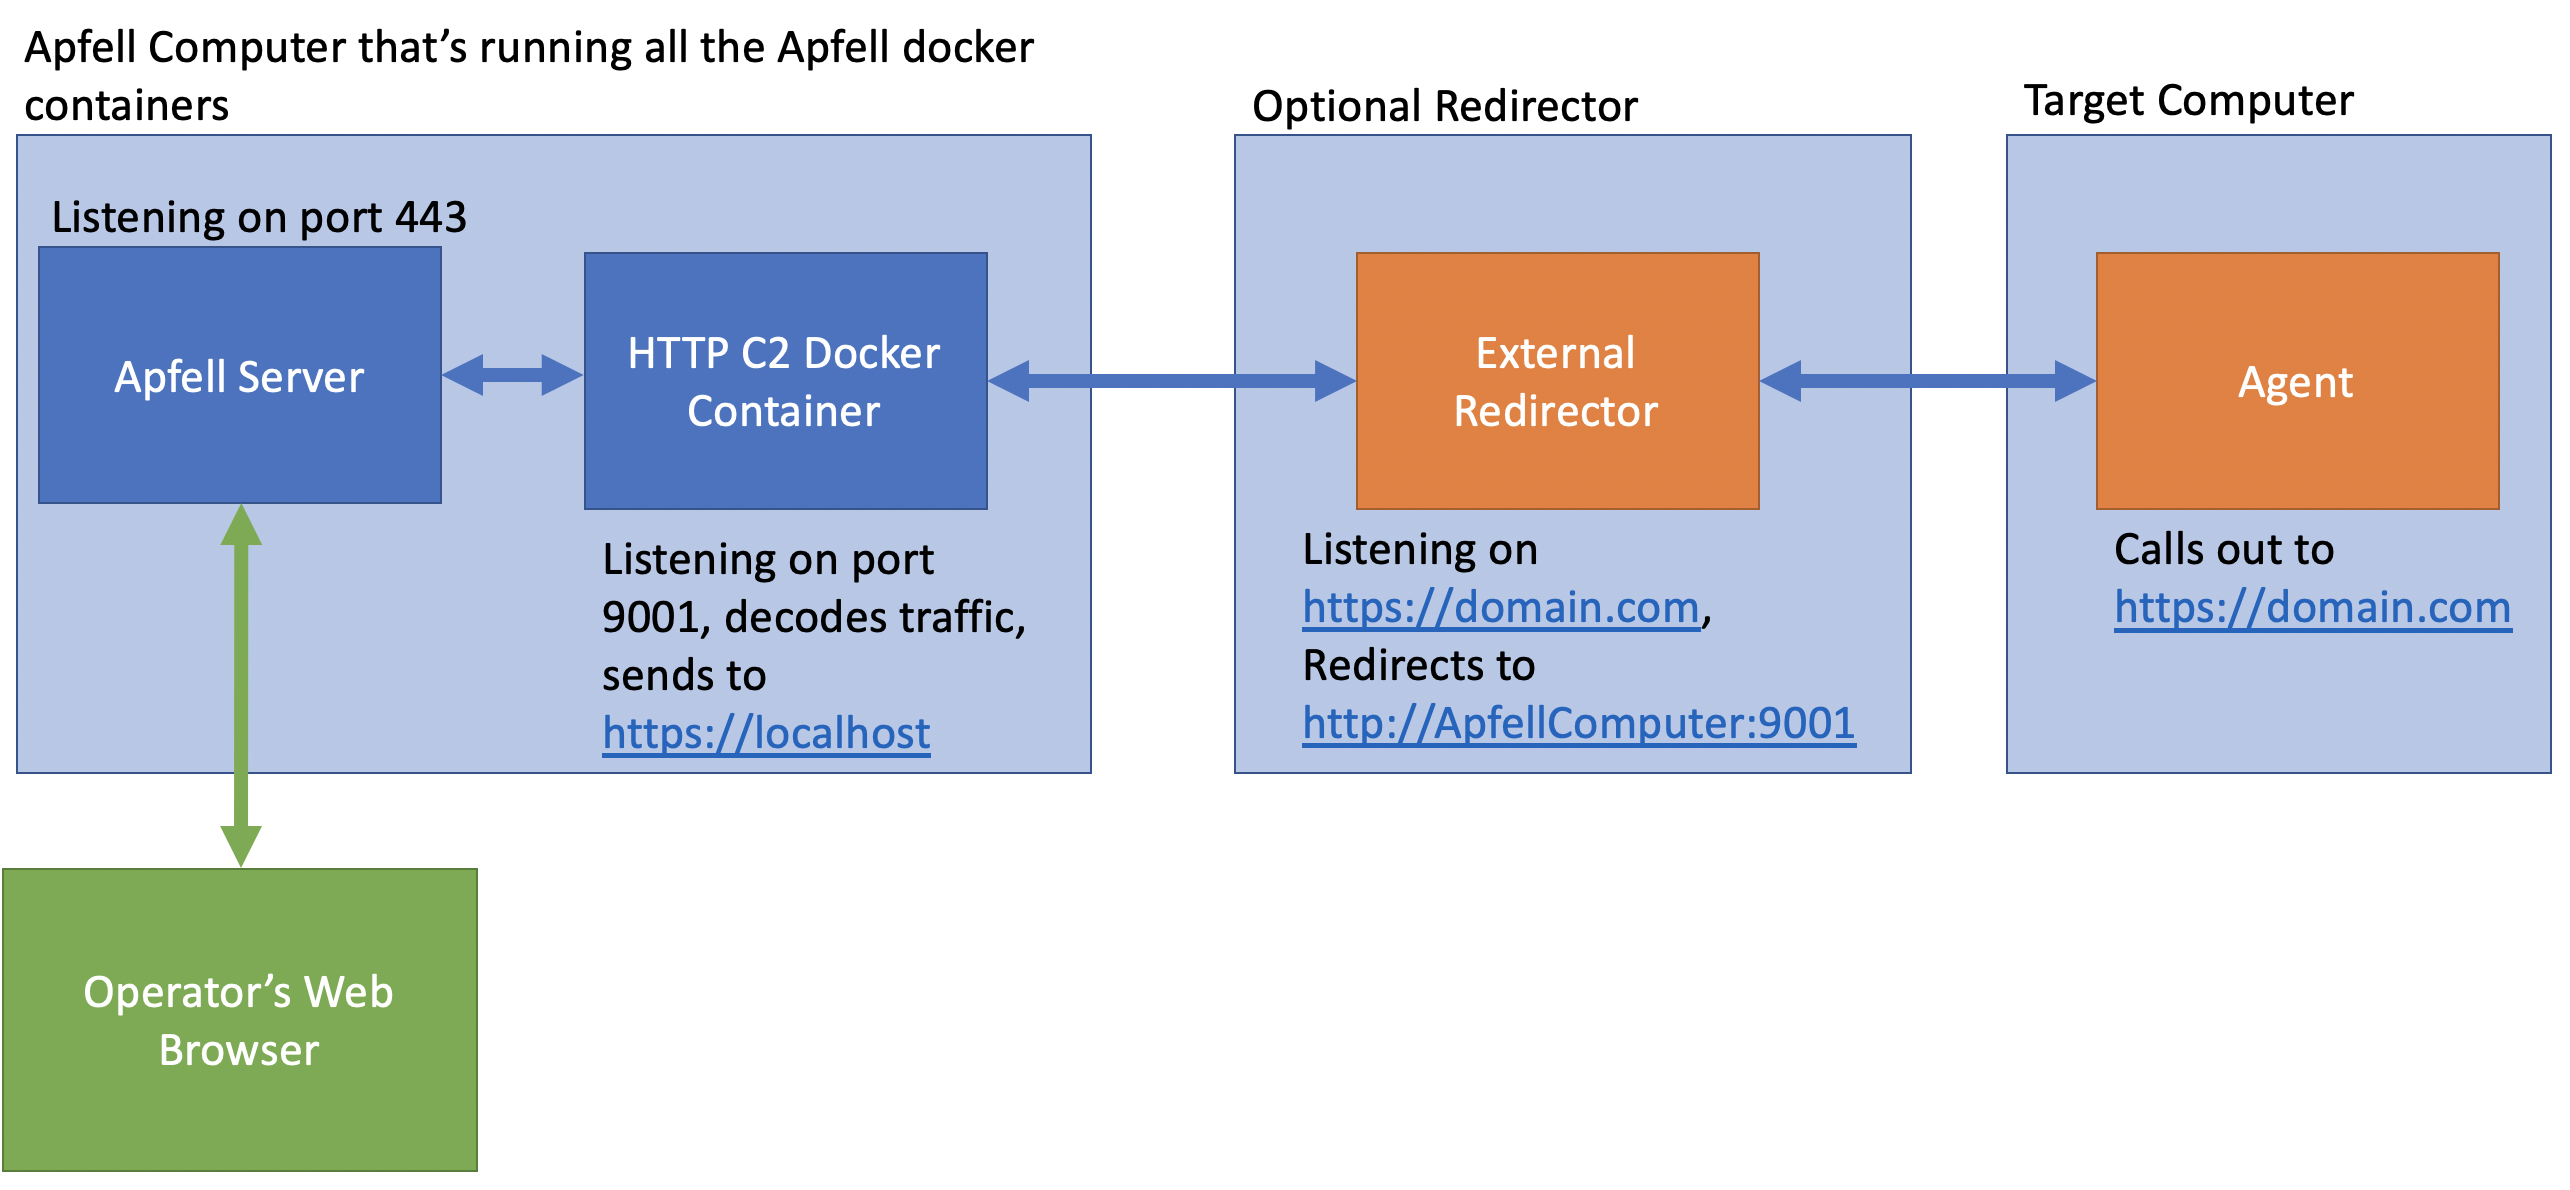 Apfell Computer that’s running all the Apfell docker
containers
Optional Redirector
Target Computer
Listening on port 443
Apfell Server
HTTP C2 Docker
Container
External
Redirector
Agent
Listening on port
9001, decodes traffic,
sends to
https://localhost
Listening on
https://domain.com,
Redirects to
http://ApfellComputer:9001
Calls out to
https://domain.com
Operator’s Web
Browser